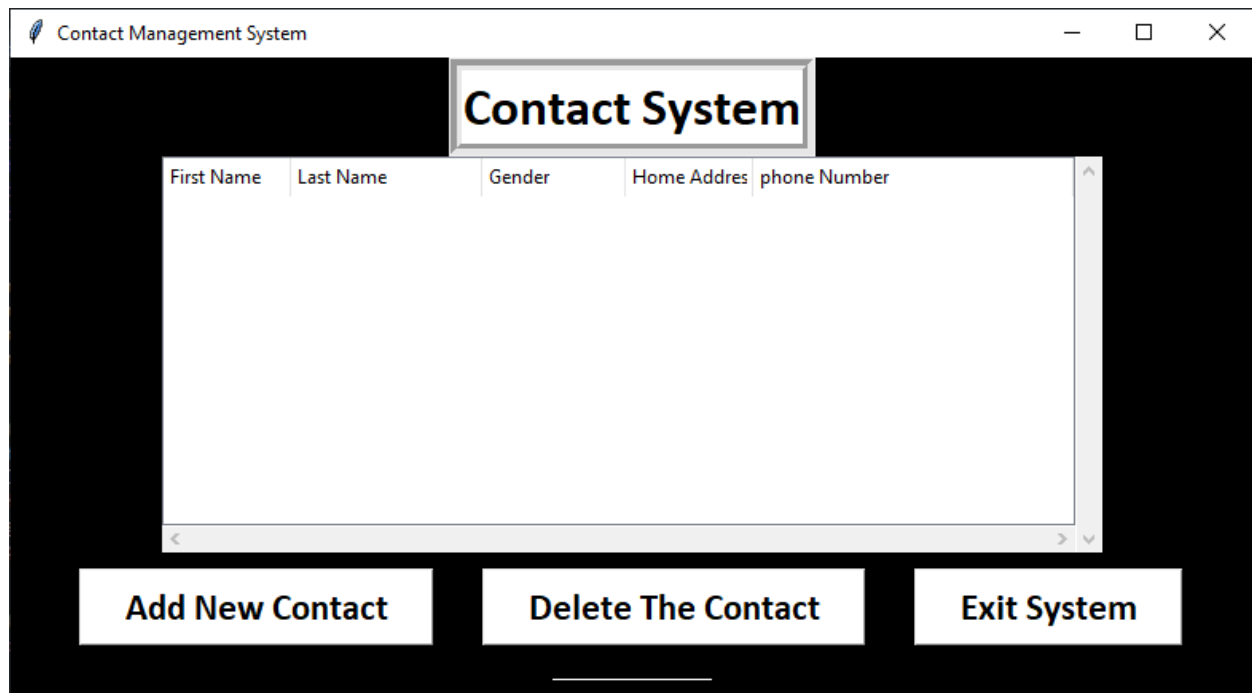 Contact Management System
Contact System
First Name Last Name Gender Home Addres phone Number
Add New Contact Delete The Contact Exit System